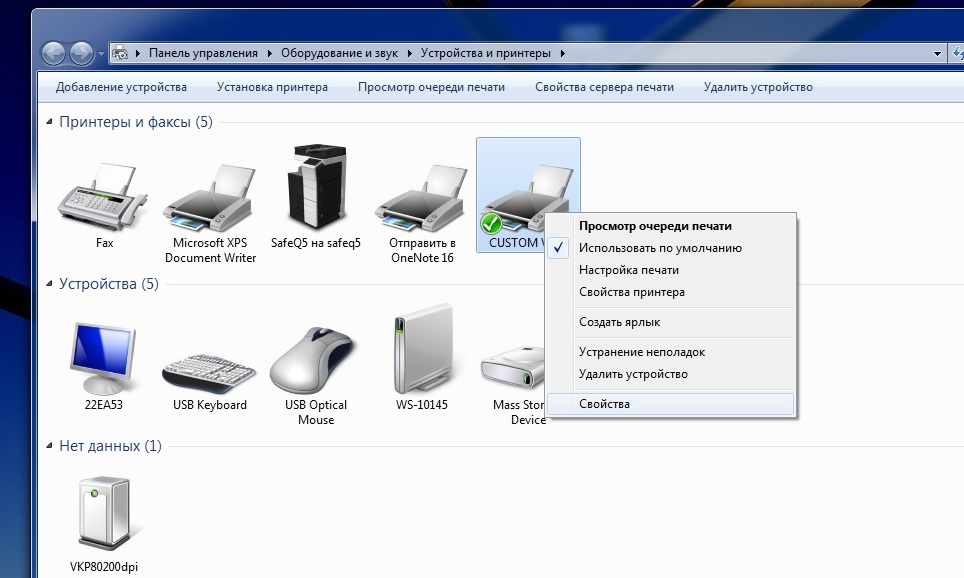 Панель управления Оборудование и звук Устройства и принтеры
Добавление устройства Установка принтера Просмотр очереди печати Свойства сервера печати Удалить устройство
Принтеры и факсы (5)
Fax
Microsoft XPS
Document Writer
SafeQ5 на safeq5
Отправить в
OneNote 16
CUSTOM
Просмотр очереди печати
Использовать по умолчанию
Настройка печати
Свойства принтера
Создать ярлык
Устранение неполадок
Удалить устройство
Свойства
Устройства (5)
22EA53
USB Keyboard
USB Optical
Mouse
WS-10145
Mass Stor
Device
Нет данных (1)
VKP80200dpi